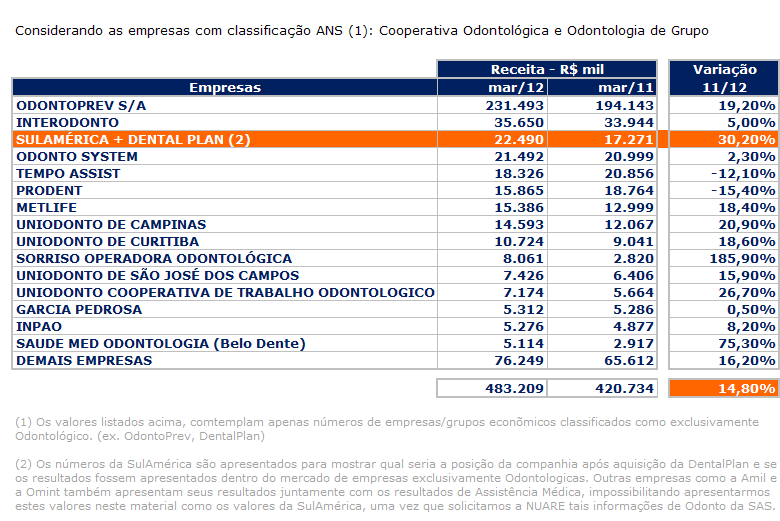 Considerando as empresas com classificação ANS (1): Cooperativa Odontológica e Odontologia de Grupo
Receita - R$ mil Variação
Empresas mar/12 mar/11 11/12
ODONTOPREV S/A 231.493 194.143 19,20%
INTERODONTO 35.650 33.944 5,00%
SULAMÉRICA + DENTAL PLAN (2) 22.490 17.271 30,20%
ODONTO SYSTEM 21.492 20.999 2,30%
TEMPO ASSIST 18.326 20.856 -12,10%
PRODENT 15.865 18.764 -15,40%
METLIFE 15.386 12.999 18,40%
UNIODONTO DE CAMPINAS 14.593 12.067 20,90%
UNIODONTO DE CURITIBA 10.724 9.041 18,60%
SORRISO OPERADORA ODONTOLÓGICA 8.061 2.820 185,90%
UNIODONTO DE SÃO JOSÉ DOS CAMPOS 7.426 6.406 15,90%
UNIODONTO COOPERATIVA DE TRABALHO ODONTOLOGICO 7.174 5.664 26,70%
GARCIA PEDROSA 5.312 5.286 0,50%
INPAO 5.276 4.877 8,20%
SAUDE MED ODONTOLOGIA (Belo Dente) 5.114 2.917 75,30%
DEMAIS EMPRESAS 76.249 65.612 16,20%
483.209 420.734 14,80%
(1) Os valores listados acima, comtemplam apenas números de empresas/grupos econômicos classificados como exclusivamente
Odontológico. (ex. OdontoPrev, DentalPlan)
(2) Os números da SulAmérica são apresentados para mostrar qual seria a posição da companhia após aquisição da DentalPlan e se
os resultados fossem apresentados dentro do mercado de empresas exclusivamente Odontologicas. Outras empresas como a Amil e
a Omint também apresentam seus resultados juntamente com os resultados de Assistência Médica, impossibilitando apresentarmos
estes valores neste material como os valores da SulAmérica, uma vez que solicitamos a NUARE tais informações de Odonto da SAS.